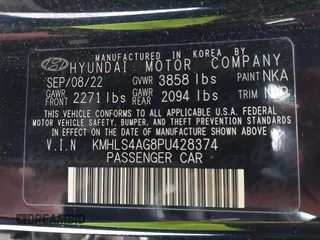 MANUFACTURED IN KOREA BY
HYUNDAI MOTOR COMPANY
SEP/08/22 GVWR 3858 lbs PAINT NKA
GAWR FRONT 2271 lbs GAWR REAR 2094 lbs TRIM
THIS VEHICLE CONFORMS TO ALL APPLICABLE U.S. FEDERAL
MOTOR VEHICLE SAFETY, BUMPER, AND THEFT PREVENTION STANDARDS
IN EFFECT ON THE DATE OF MANUFACTURE SHOWN ABOVE.
V.I.N KMHLS4AG8PU428374
PASSENGER CAR